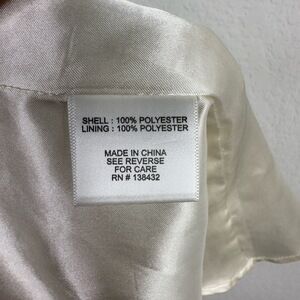 SHELL : 100% POLYESTER
LINING : 100% POLYESTER
MADE IN CHINA
SEE REVERSE
FOR CARE
RN # 138432